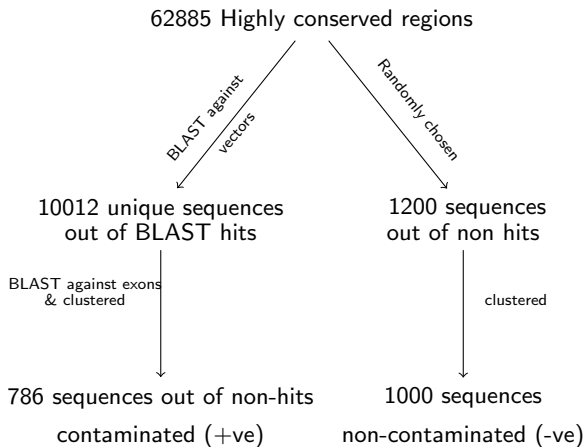 62885 Highly conserved regions
BLAST against
vectors
Randomly chosen
10012 unique sequences
out of BLAST hits
1200 sequences
out of non hits
BLAST against exons
& clustered
clustered
786 sequences out of non-hits
contaminated (+ve)
1000 sequences
non-contaminated (-ve)